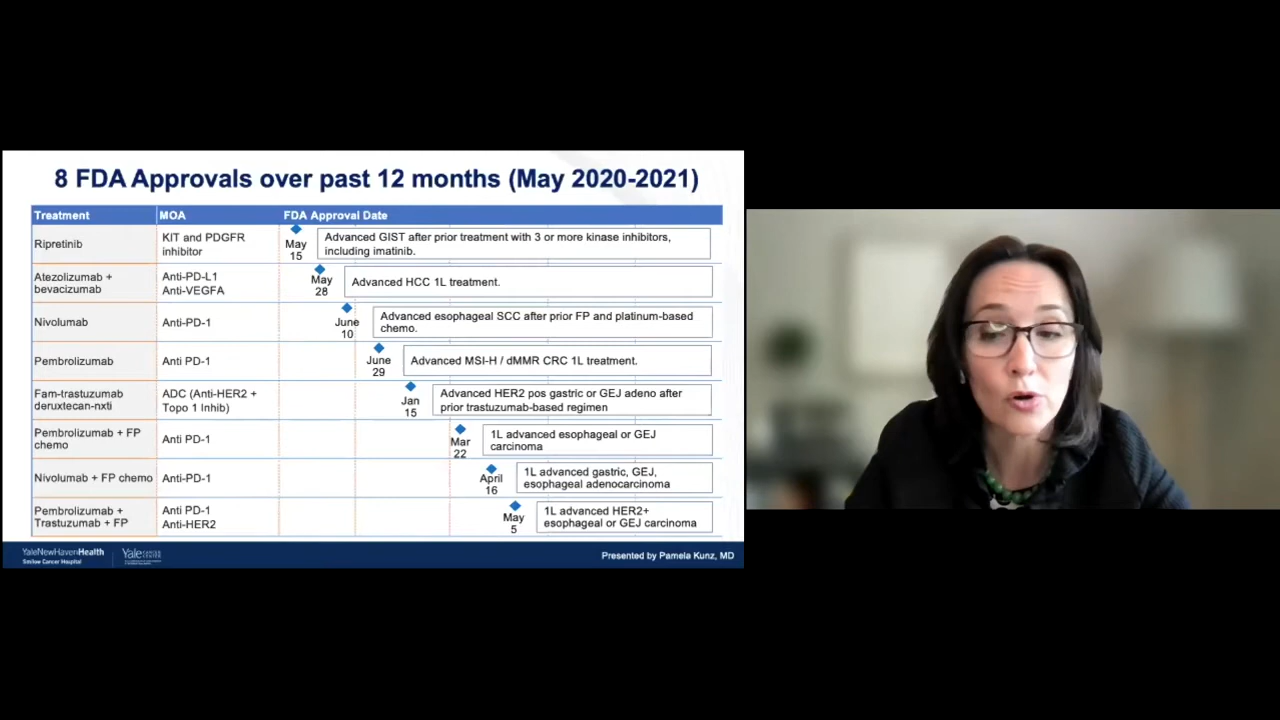 8 FDA Approvals over past 12 months (May 2020-2021)
Treatment MOA FDA Approval Date
Ripretinib
KIT and PDGFR
inhibitor
May
15
Advanced GIST after prior treatment with 3 or more kinase inhibitors,
including imatinib.
Atezolizumab +
bevacizumab
Anti-PD-L1
Anti-VEGFA
May
28
Advanced HCC 1L treatment.
Nivolumab
Anti-PD-1
June
10
Advanced esophageal SCC after prior FP and platinum-based
chemo.
Pembrolizumab
Anti PD-1
June
29
Advanced MSI-H / dMMR CRC 1L treatment.
Fam-trastuzumab
deruxtecan-nxti
ADC (Anti-HER2 +
Topo 1 Inhib)
Jan
15
Advanced HER2 pos gastric or GEJ adeno after
prior trastuzumab-based regimen
Pembrolizumab + FP
chemo
Anti PD-1
Mar
22
1L advanced esophageal or GEJ
carcinoma
Nivolumab + FP chemo
Anti-PD-1
April
16
1L advanced gastric, GEJ,
esophageal adenocarcinoma
Pembrolizumab +
Trastuzumab + FP
Anti PD-1
Anti-HER2
May
5
1L advanced HER2+
esophageal or GEJ carcinoma
YaleNewHavenHealth
Smilow Cancer Hospital
Yale CANCER
CENTER
Presented by Pamela Kunz, MD